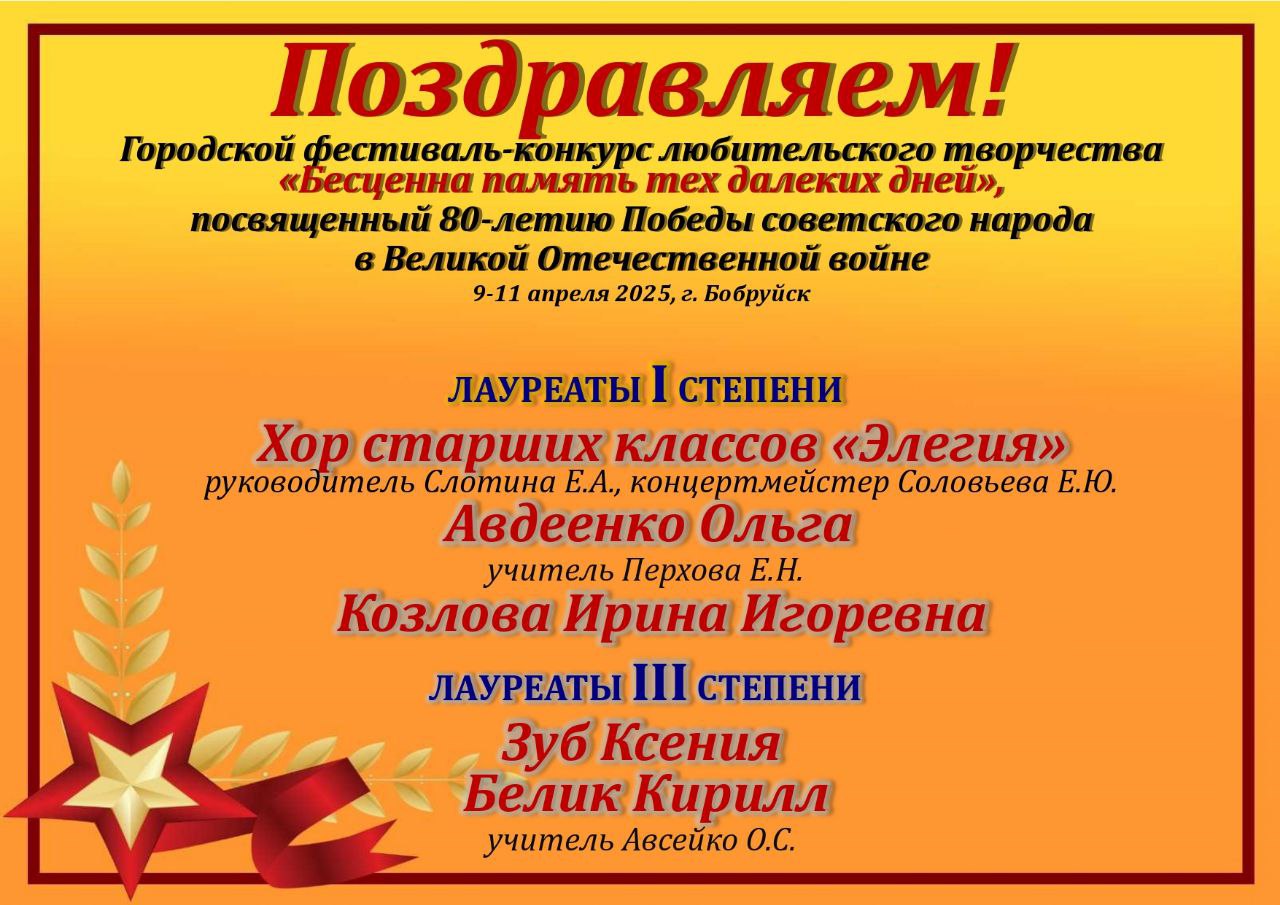 Поздравляем!
Городской фестиваль-конкурс любительского творчества
«Бесценна память тех далеких дней»,
посвященный 80-летию Победы советского народа
в Великой Отечественной войне
9-11 апреля 2025, г. Бобруйск
ЛАУРЕАТЫ I СТЕПЕНИ
Хор старших классов «Элегия»
руководитель Слотина Е.А., концертмейстер Соловьева Е.Ю.
Авдеенко Ольга
учитель Перхова Е.Н.
Козлова Ирина Игоревна
ЛАУРЕАТЫ III СТЕПЕНИ
Зуб Ксения
Белик Кирилл
учитель Авсейко О.С.